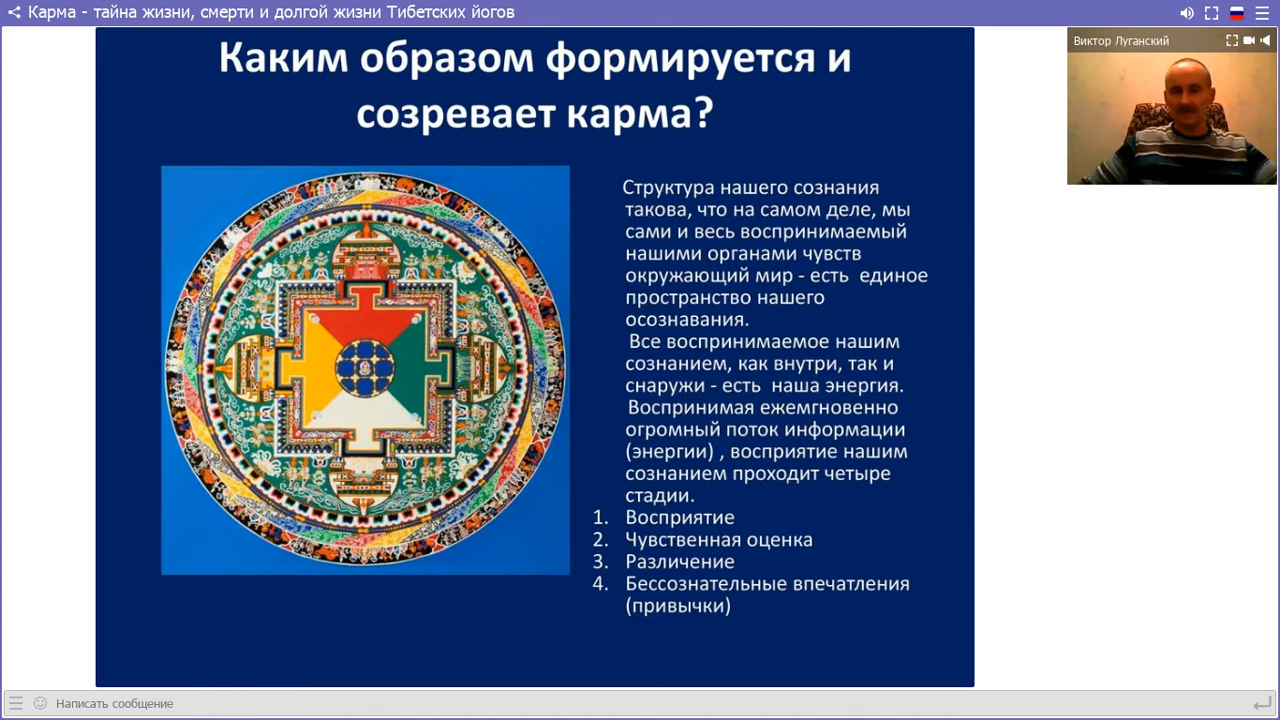 Карма - тайна жизни, смерти и долгой жизни Тибетских йогов
Виктор Луганский
Каким образом формируется и
созревает карма?
Структура нашего сознания
такова, что на самом деле, мы
сами и весь воспринимаемый
нашими органами чувств
окружающий мир - есть  единое
пространство нашего
осознавания.
Все воспринимаемое нашим
сознанием, как внутри, так и
снаружи - есть  наша энергия.
Воспринимая ежемгновенно
огромный поток информации
(энергии) , восприятие нашим
сознанием проходит четыре
стадии.
1. Восприятие
2. Чувственная оценка
3. Различение
4. Бессознательные впечатления
(привычки)
Написать сообщение